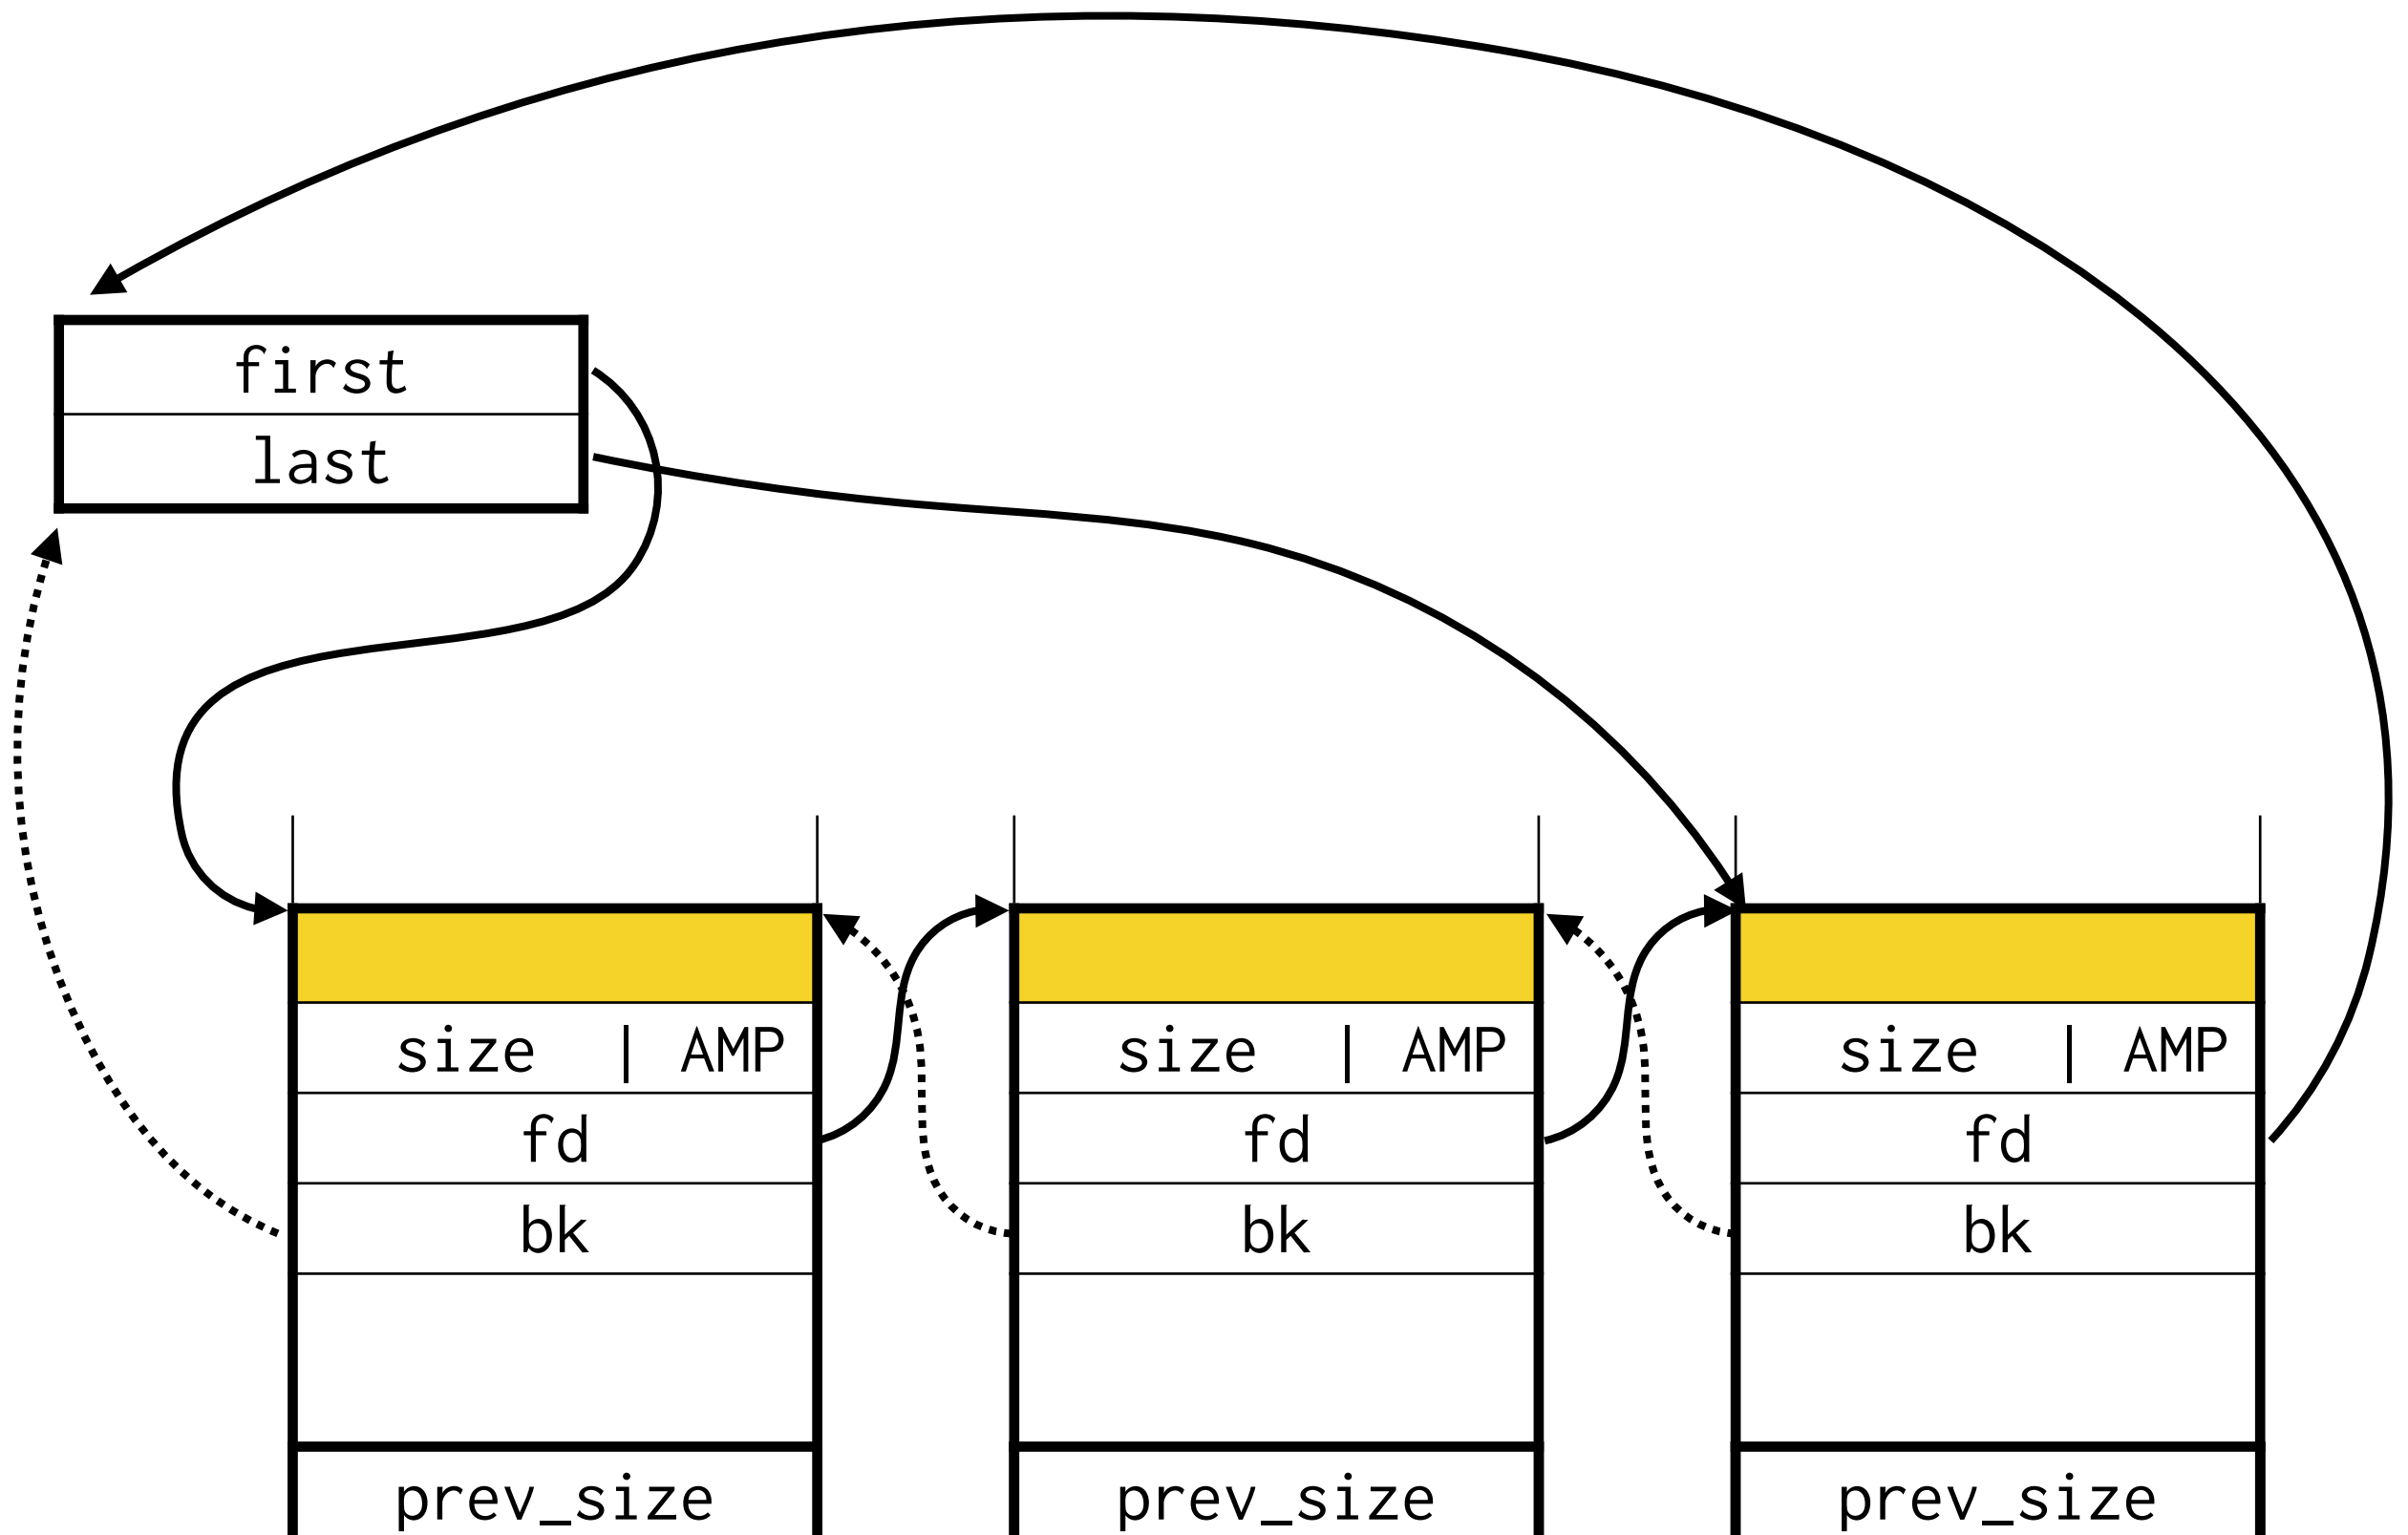 first
last
size | AMP
fd
bk
prev_size
size | AMP
fd
bk
prev_size
size | AMP
fd
bk
prev_size